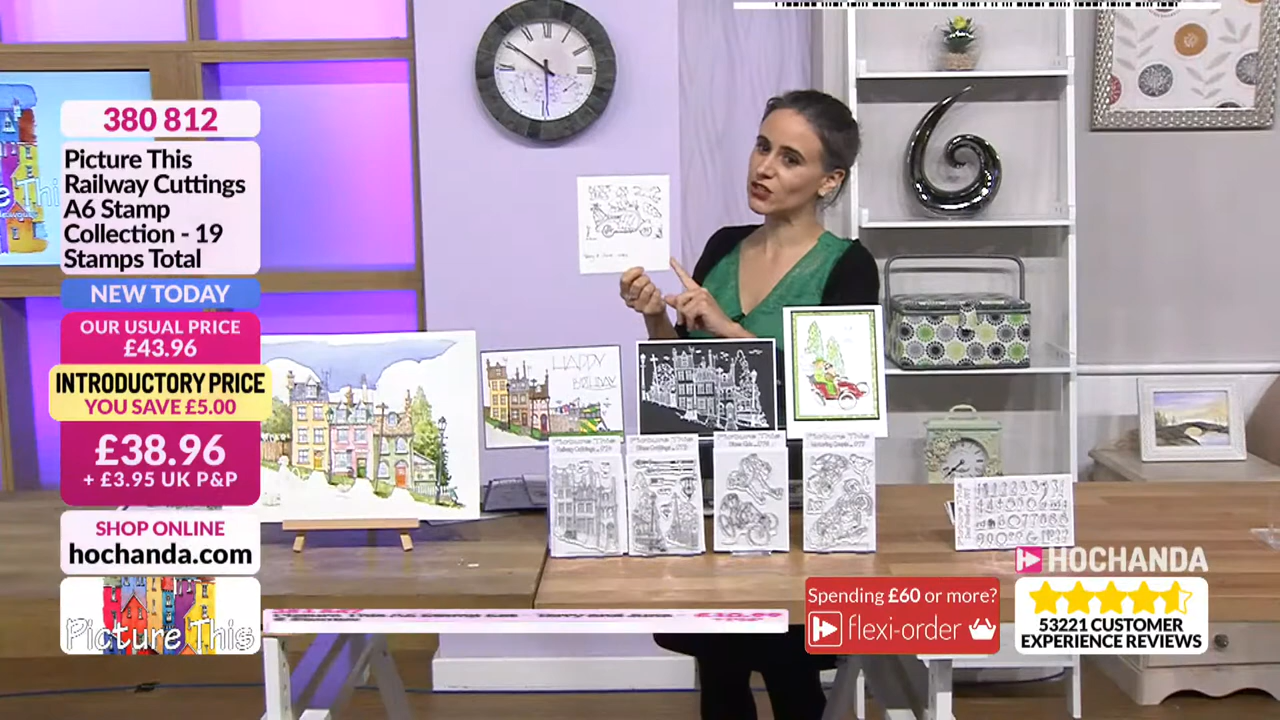 380 812
Picture This
Railway Cuttings
A6 Stamp
Collection - 19
Stamps Total
NEW TODAY
OUR USUAL PRICE
£43.96
INTRODUCTORY PRICE
YOU SAVE £5.00
£38.96
+ £3.95 UK P&P
SHOP ONLINE
hochanda.com
Picture This
HAPPY
BIRTHDAY
Picture This
Picture This
Picture This
Picture This
Railway Cuttings
HOCHANDA
Spending £60 or more?
flexi-order
53221 CUSTOMER
EXPERIENCE REVIEWS